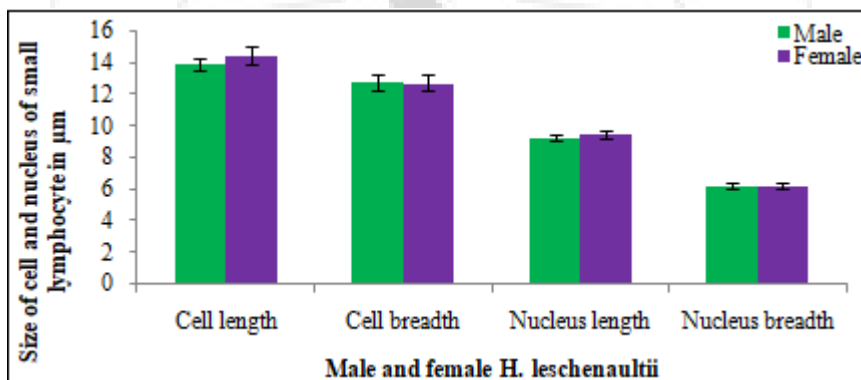 Size of cell and nucleus of small
lymphocyte in µm
16
14
12
10
8
6
4
2
0
Male
Female
Cell length
Cell breadth
Nucleus length
Nucleus breadth
Male and female H. leschenaultii